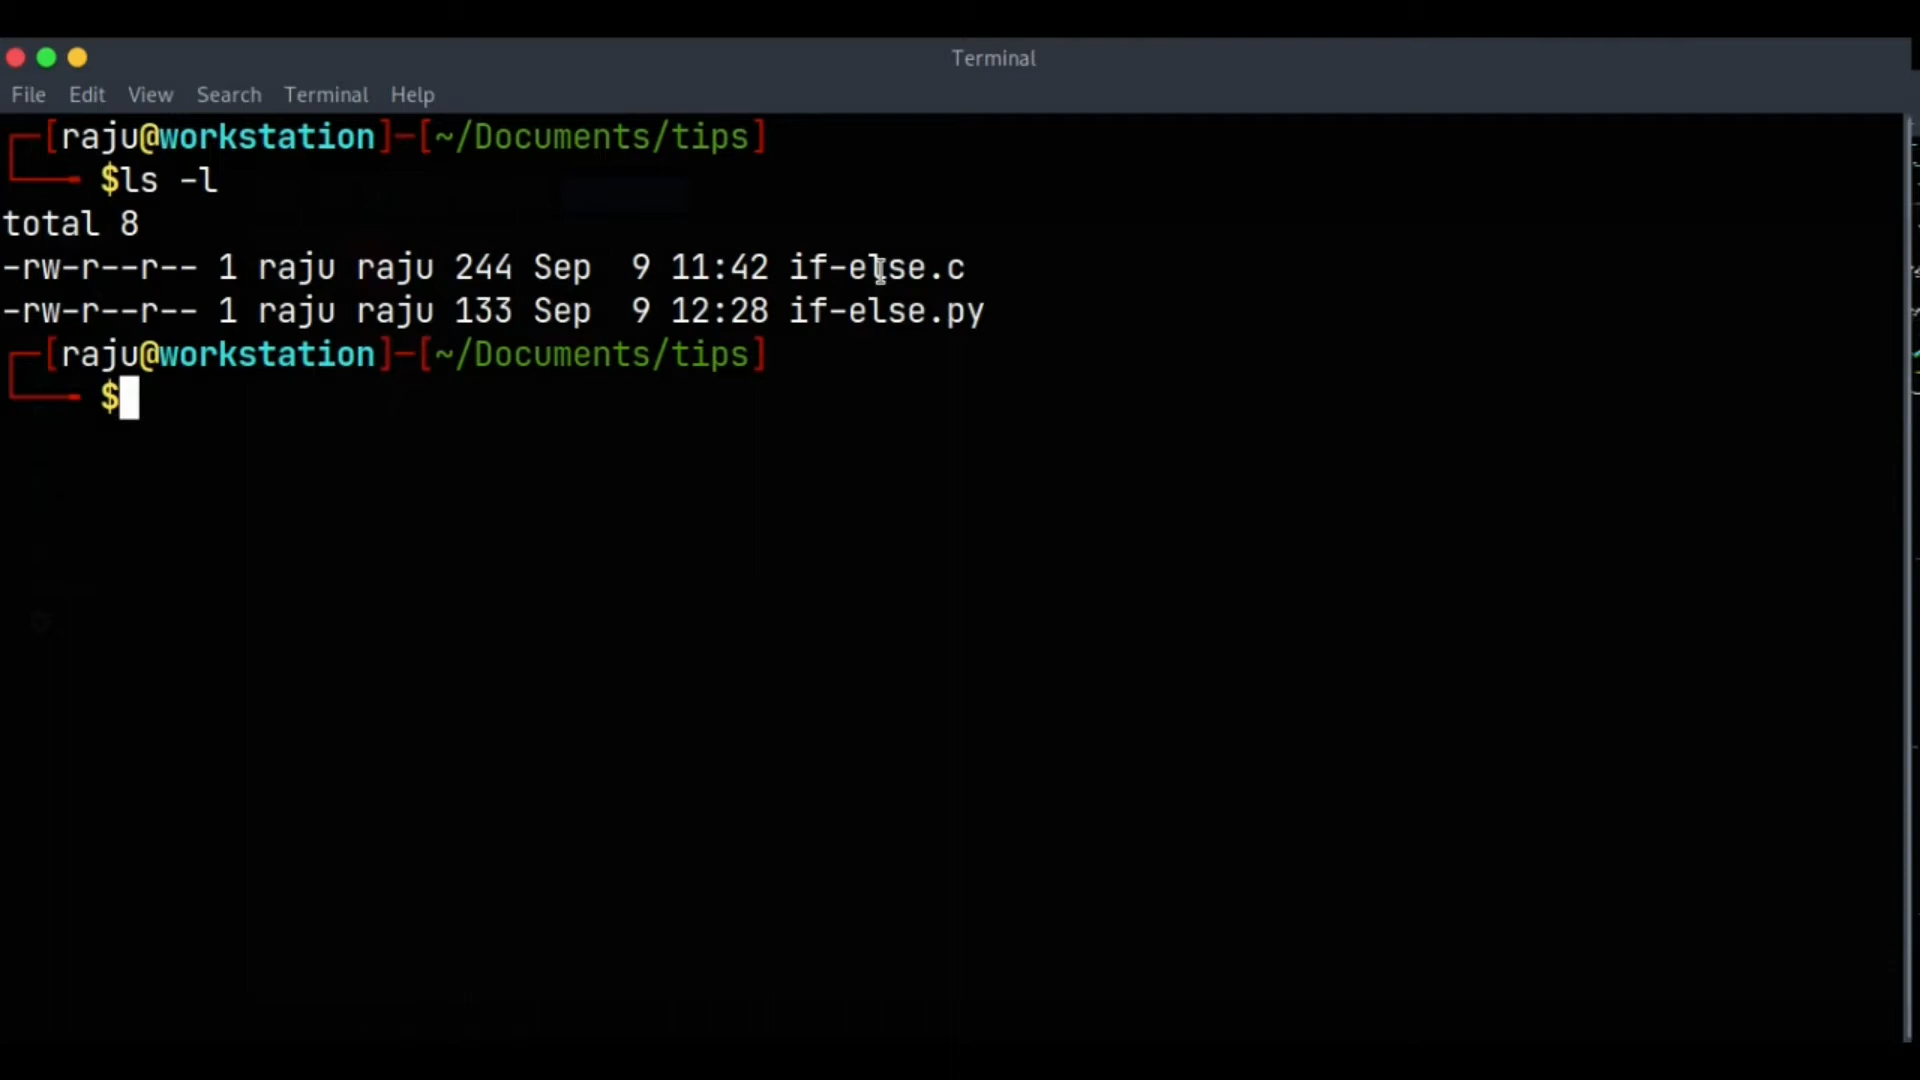 Terminal
File Edit View Search Terminal Help
[raju@workstation]─[~/Documents/tips]
$ls -l
total 8
-rw-r--r-- 1 raju raju 244 Sep  9 11:42 if-else.c
-rw-r--r-- 1 raju raju 133 Sep  9 12:28 if-else.py
[raju@workstation]─[~/Documents/tips]
$